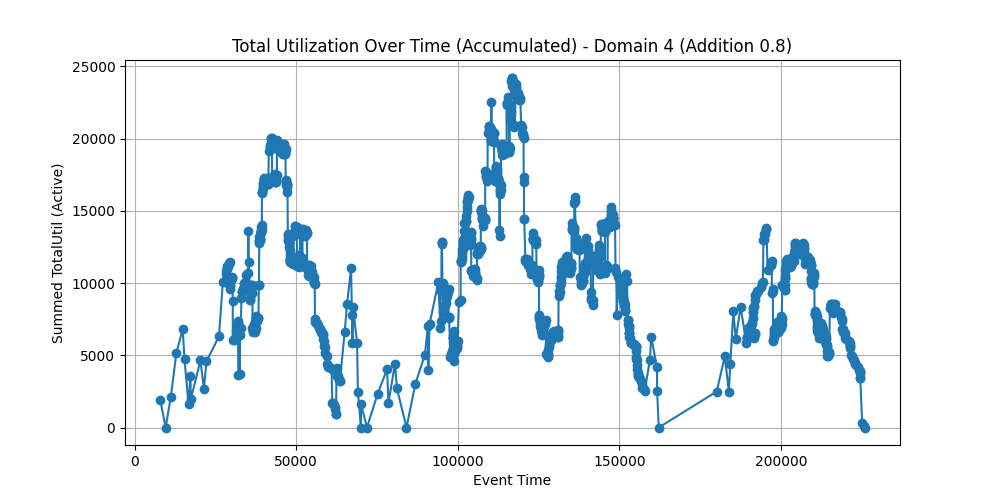 Total Utilization Over Time (Accumulated) - Domain 4 (Addition 0.8)
Summed TotalUtil (Active)
25000
20000
15000
10000
5000
0
0 50000 100000 150000 200000
Event Time